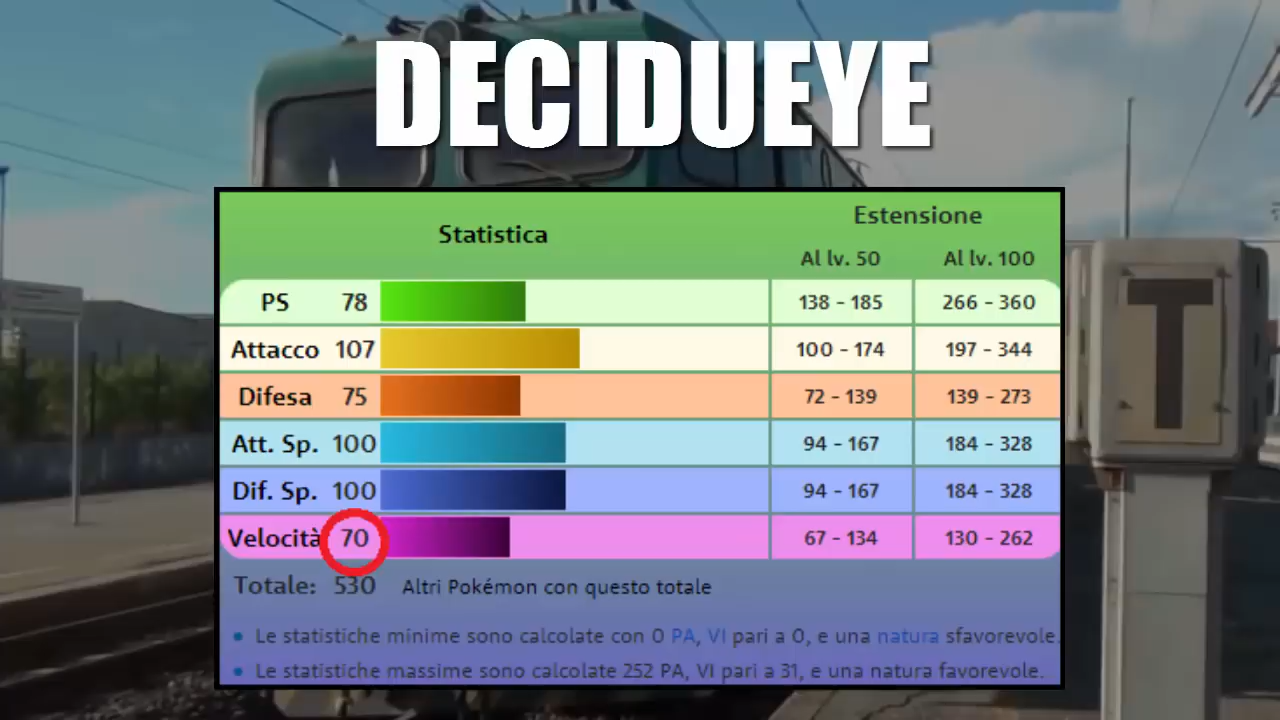 DECIDUEYE
Statistica Estensione
Al lv. 50 Al lv. 100
PS 78 138 - 185 266 - 360
Attacco 107 100 - 174 197 - 344
Difesa 75 72 - 139 139 - 273
Att. Sp. 100 94 - 167 184 - 328
Dif. Sp. 100 94 - 167 184 - 328
Velocità 70 67 - 134 130 - 262
Totale: 530 Altri Pokémon con questo totale
• Le statistiche minime sono calcolate con 0 PA, VI pari a 0, e una natura sfavorevole.
• Le statistiche massime sono calcolate 252 PA, VI pari a 31, e una natura favorevole.
T